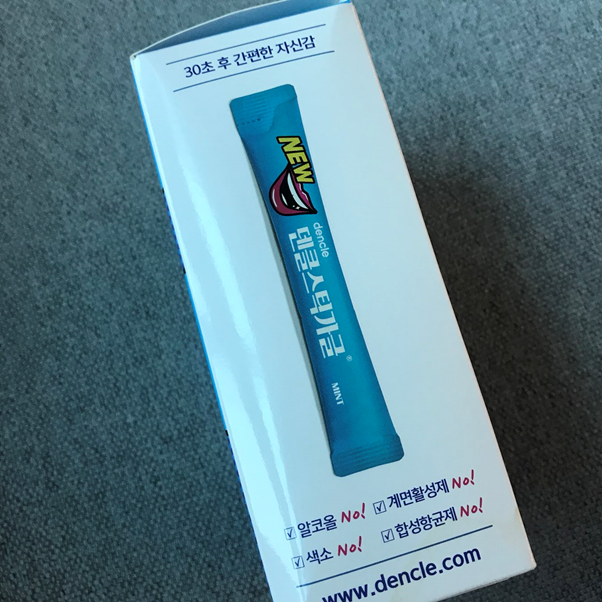 30초 후 간편한 자신감
NEW
dencle
덴클스틱가글®
MINT
☑ 알코올 No! ☑ 계면활성제 No!
☑ 색소 No! ☑ 합성항균제 No!
www.dencle.com